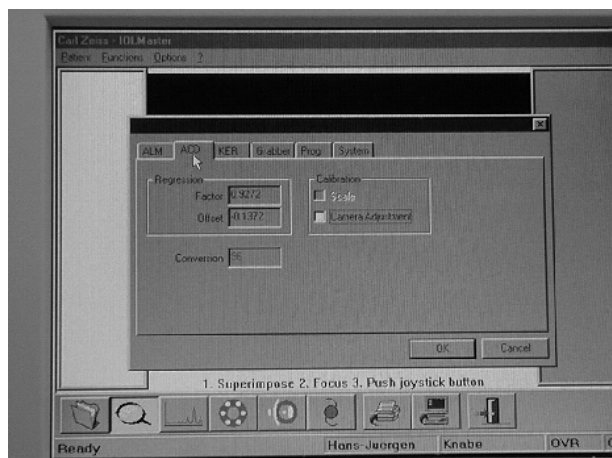 Carl Zeiss - IOLMaster
Patient Functions Options ?
ALM ACD KER Grabber Prog System
Regression
Factor 0.9272
Offset -0.1372
Conversion 96
Calibration
Scale
Camera Adjustment
OK Cancel
1. Superimpose 2. Focus 3. Push joystick button
Ready Hans-Juergen Knabe OVR